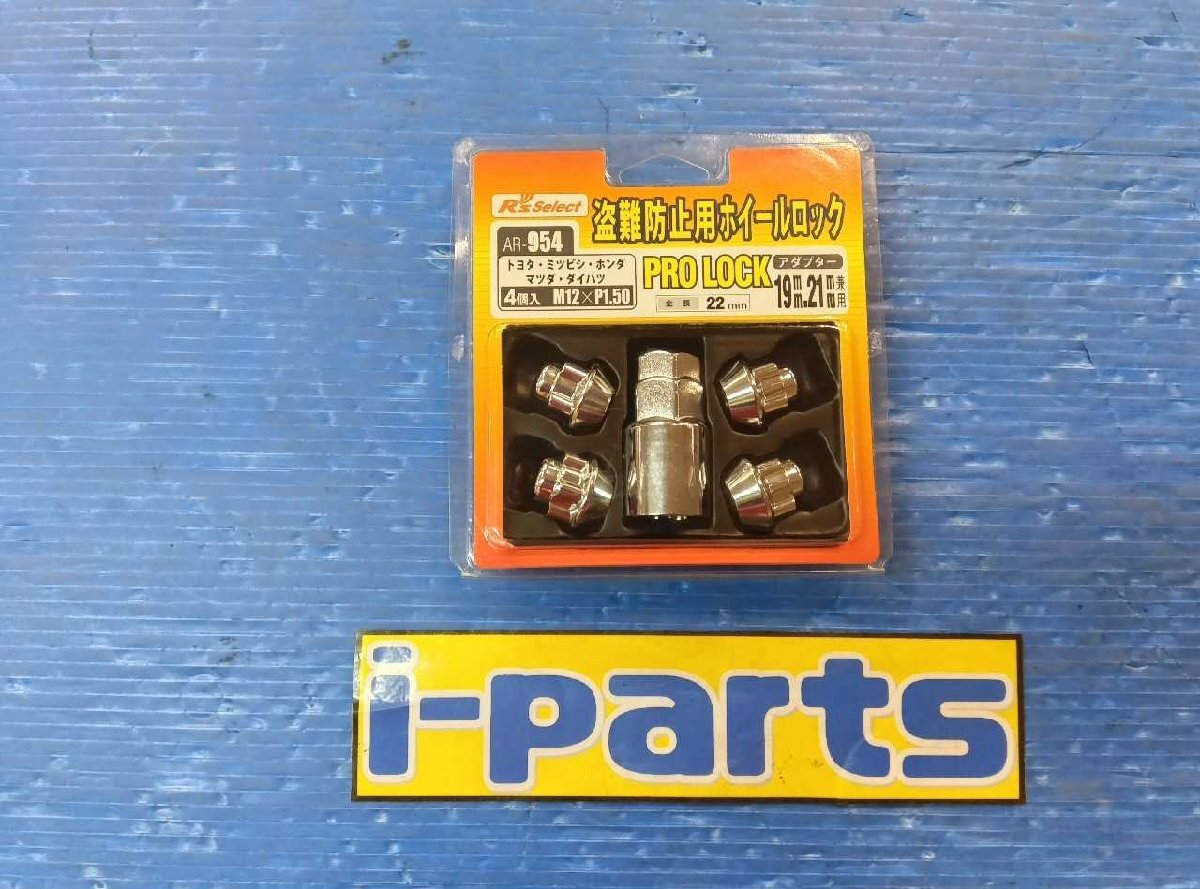 R's Select
盗難防止用ホイールロック
AR-954
トヨタ・ミツビシ・ホンダ
マツダ・ダイハツ
4個入 M12×P1.50
PRO LOCK
全長 22mm
アダプター
19mm・21mm兼用
i-parts